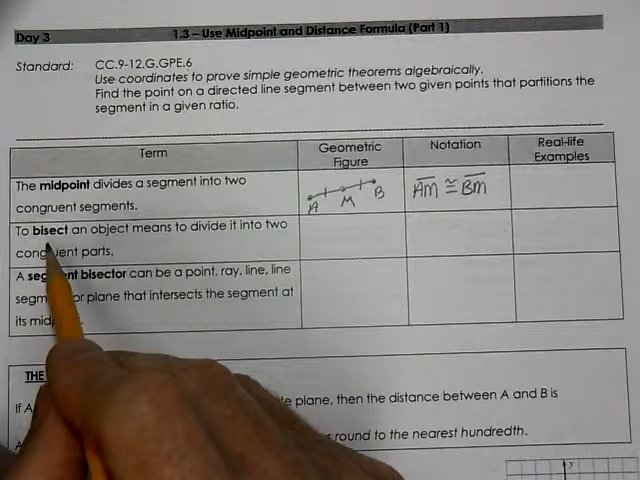 Day 3
1.3 – Use Midpoint and Distance Formula (Part 1)
Standard: CC.9-12.G.GPE.6
Use coordinates to prove simple geometric theorems algebraically.
Find the point on a directed line segment between two given points that partitions the
segment in a given ratio.
Term
Geometric
Figure
Notation
Real-life
Examples
The midpoint divides a segment into two
congruent segments.
A M B
AM ≅ BM
To bisect an object means to divide it into two
congruent parts.
A segment bisector can be a point, ray, line, line
or plane that intersects the segment at
its
THE
If A
plane, then the distance between A and B is
round to the nearest hundredth.
y